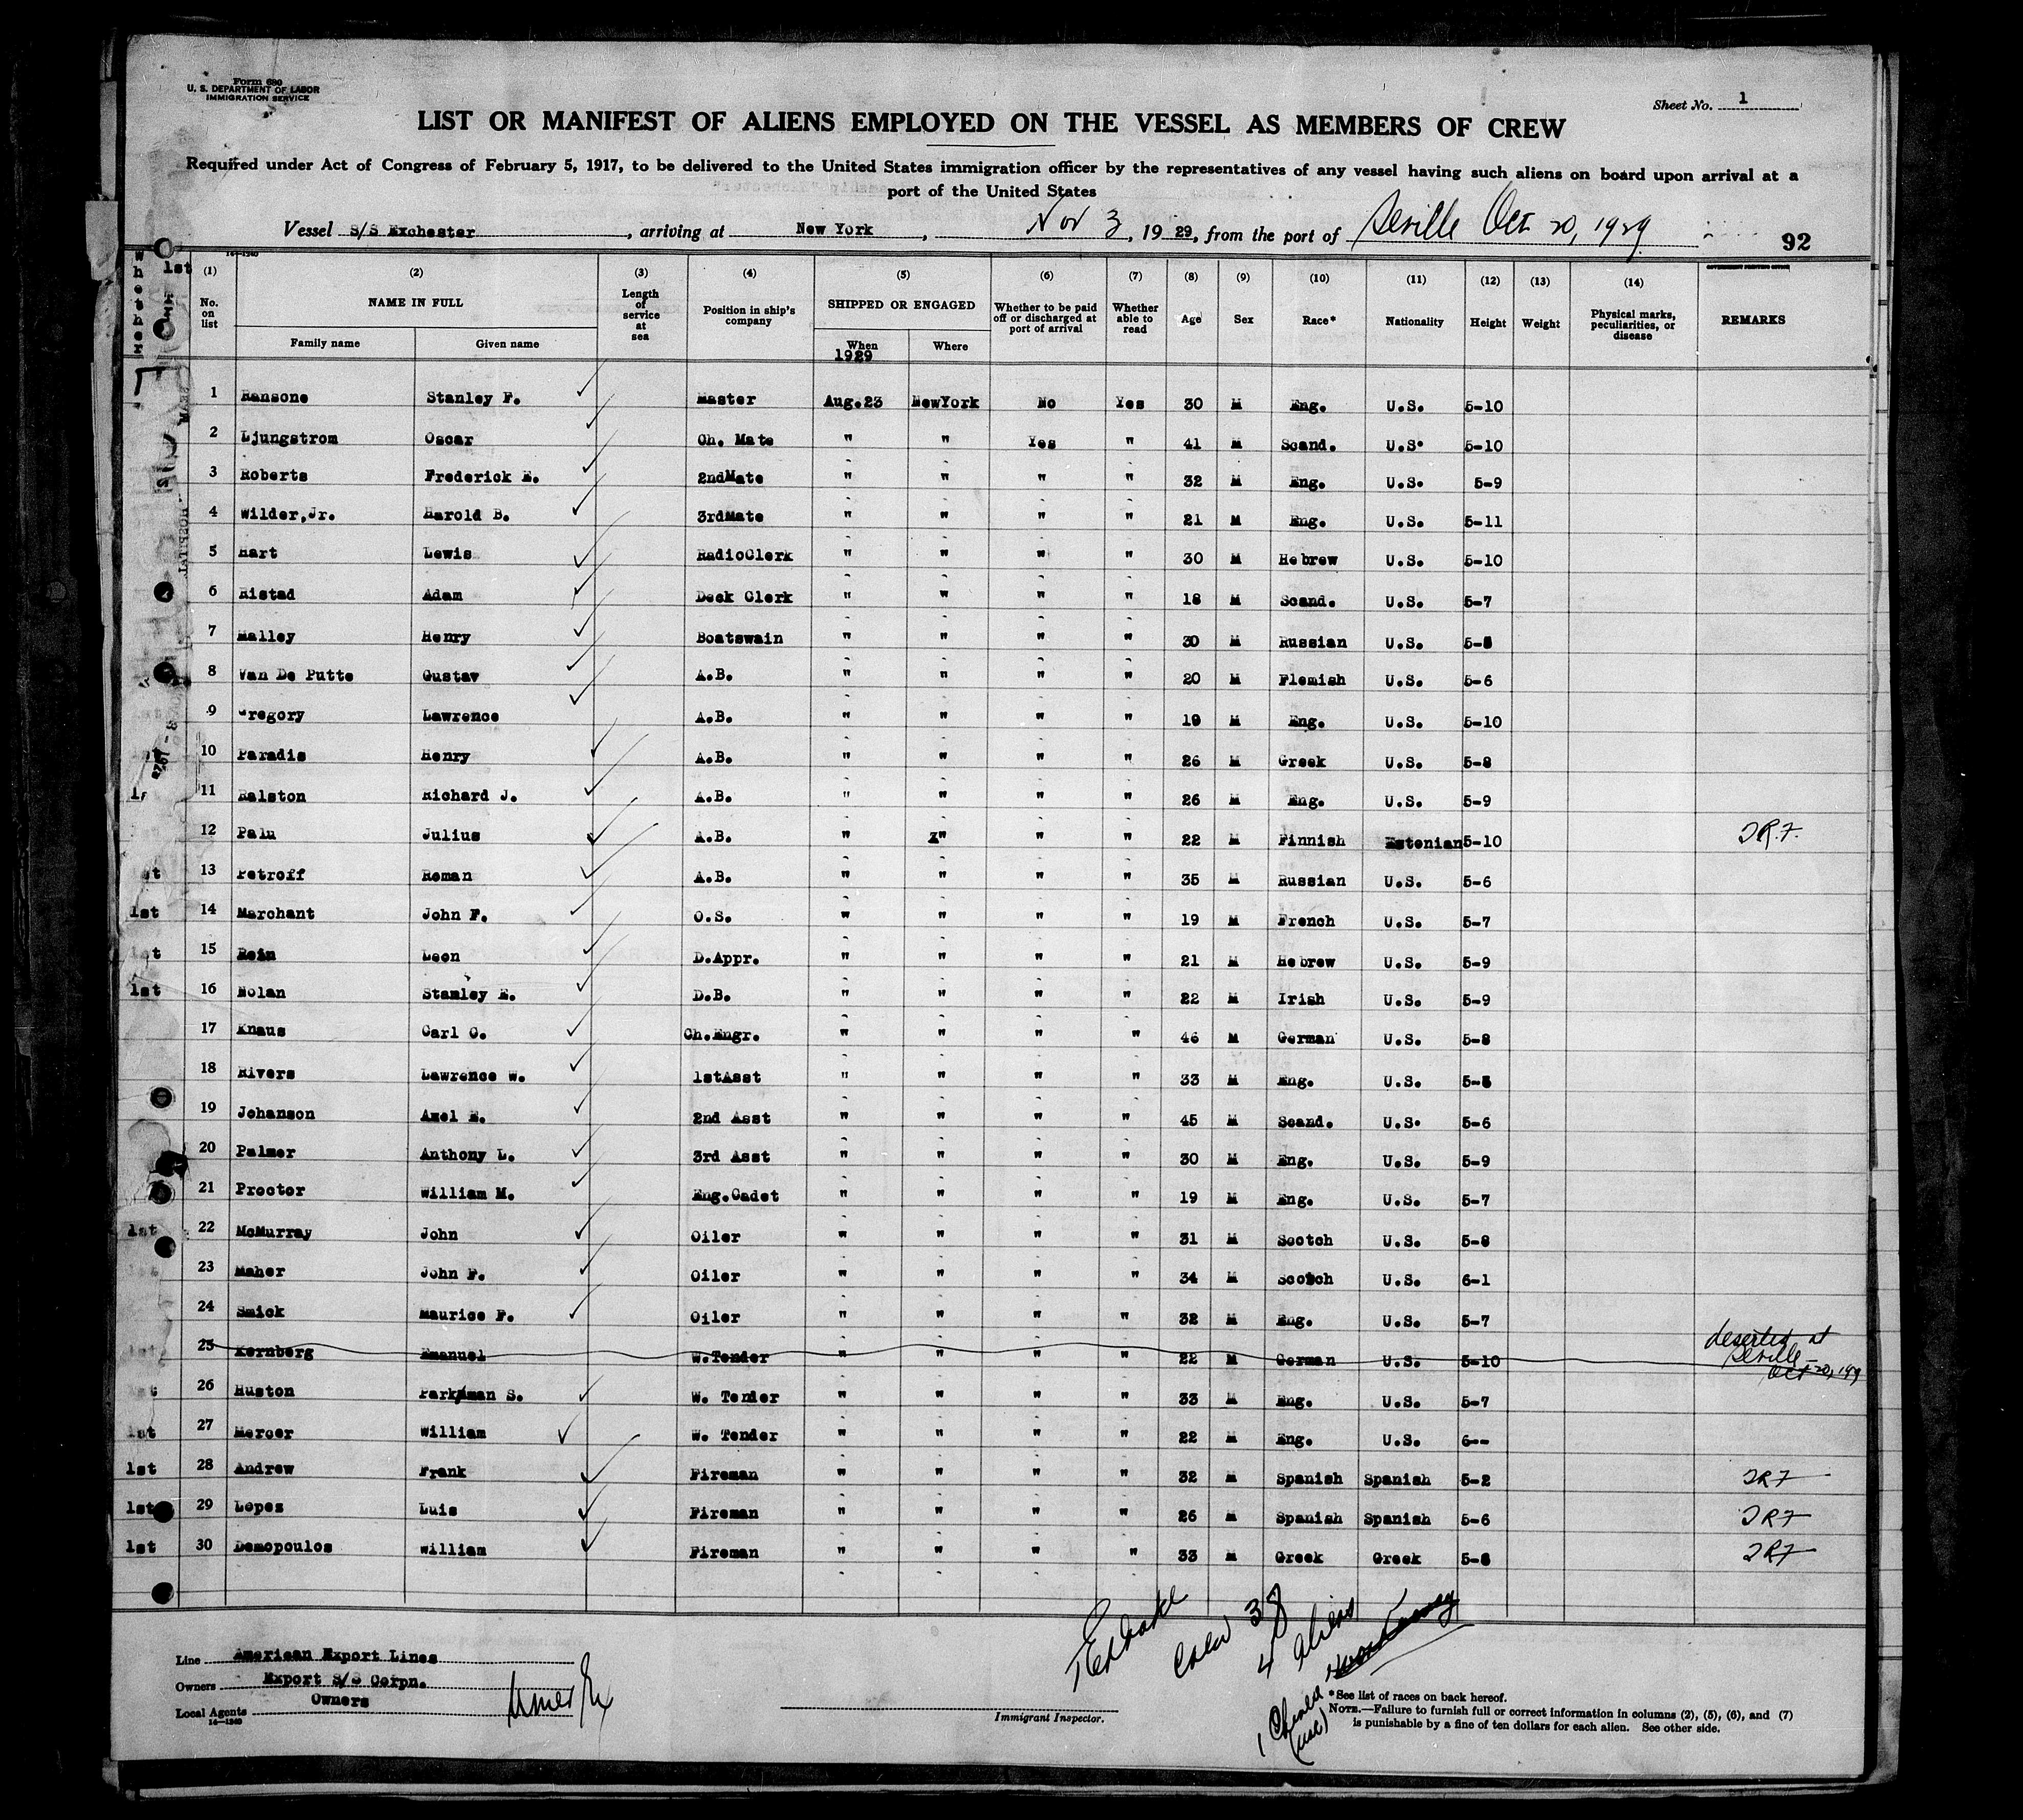 Form 680
U. S. DEPARTMENT OF LABOR
IMMIGRATION SERVICE
Sheet No. 1
LIST OR MANIFEST OF ALIENS EMPLOYED ON THE VESSEL AS MEMBERS OF CREW
Required under Act of Congress of February 5, 1917, to be delivered to the United States immigration officer by the representatives of any vessel having such aliens on board upon arrival at a
port of the United States
Vessel S/S Exchester, arriving at New York, Nov 3, 1929, from the port of Seville Oct 20, 1929. 92
(1) No. on list (2) NAME IN FULL Family name Given name (3) Length of service at sea (4) Position in ship's company (5) SHIPPED OR ENGAGED When 1929 Where (6) Whether to be paid off or discharged at port of arrival (7) Whether able to read (8) Age (9) Sex (10) Race* (11) Nationality (12) Height (13) Weight (14) Physical marks, peculiarities, or disease REMARKS
1 Ransone Stanley F. Master Aug.23 NewYork No Yes 30 M Eng. U.S. 5-10
2 Ljungstrom Oscar Ch. Mate " " Yes " 41 M Scand. U.S. 5-10
3 Roberts Frederick E. 2ndMate " " " " 32 M Eng. U.S. 5-9
4 Wilder,Jr. Harold B. 3rdMate " " " " 21 M Eng. U.S. 5-11
5 Hart Lewis RadioClerk " " " " 30 M Hebrew U.S. 5-10
6 Ristad Adam Deck Clerk " " " " 18 M Scand. U.S. 5-7
7 Malley Henry Boatswain " " " " 30 M Russian U.S.
8 Van De Putte Gustav A.B. " " " " 20 M Flemish U.S. 5-6
9 Gregory Lawrence A.B. " " " " 19 M Eng. U.S. 5-10
10 Paradis Henry A.B. " " " " 26 M Greek U.S. 5-8
11 Ralston Richard J. A.B. " " " " 26 M Eng. U.S. 5-9
12 Palu Julius A.B. " x" " " 22 M Finnish Estonian 5-10
13 Petroff Roman A.B. " " " " 35 M Russian U.S. 5-6
1st 14 Marchant John F. O.S. " " " " 19 M French U.S. 5-7
1st 15 Rein Leon D.Appr. " " " " 21 M Hebrew U.S. 5-9
1st 16 Nolan Stanley E. D.B. " " " " 22 M Irish U.S. 5-9
17 Knaus Carl O. Ch.Engr. " " " " 46 M German U.S. 5-8
18 Rivers Lawrence W. 1stAsst " " " " 33 M Eng. U.S.
19 Johanson Axel E. 2nd Asst " " " " 45 M Scand. U.S. 5-6
20 Palmer Anthony L. 3rd Asst " " " " 30 M Eng. U.S. 5-9
21 Proctor William M. Eng.Cadet " " " " 19 M Eng. U.S. 5-7
1st 22 McMurray John Oiler " " " " 31 M Scotch U.S. 5-8
23 Maher John F. Oiler " " " " 34 M Scotch U.S. 6-1
24 Smick Maurice F. Oiler " " " " 32 M Eng. U.S. 5-7
1st 25 Kernberg Emanuel W.Tender " " " " 22 M German U.S. 5-10 deserted at Seville - Oct 20, 1929
1st 26 Huston Parkman S. W. Tender " " " " 33 M Eng. U.S. 5-7
1st 27 Mercer William W. Tender " " " " 22 M Eng. U.S. 6--
1st 28 Andrew Frank Fireman " " " " 32 M Spanish Spanish 5-2
1st 29 Lopez Luis Fireman " " " " 26 M Spanish Spanish 5-6
1st 30 Demopoulos William Fireman " " " " 33 M Greek Greek
Crew 38
4 Aliens
Line American Export Lines
Owners Export S/S Corpn.
Local Agents Owners
16-1240
Immigrant Inspector.
*See list of races on back hereof.
NOTE.—Failure to furnish full or correct information in columns (2), (5), (6), and (7)
is punishable by a fine of ten dollars for each alien. See other side.